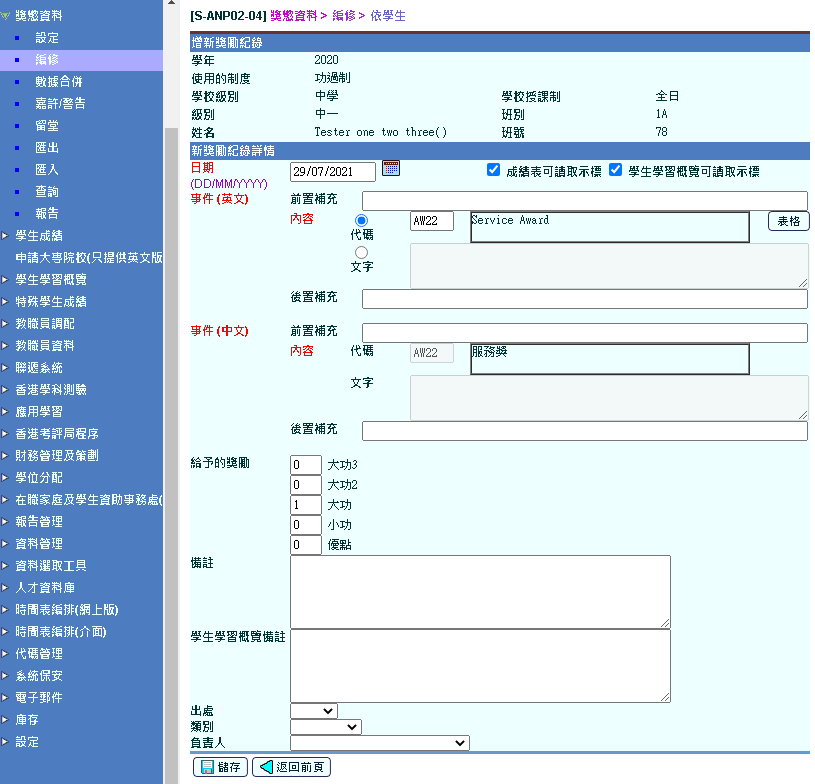 獎懲資料
設定
編修
數據合併
嘉許/警告
留堂
匯出
匯入
查詢
報告
學生成績
申請大專院校(只提供英文版
學生學習概覽
特殊學生成績
教職員調配
教職員資料
聯遞系統
香港學科測驗
應用學習
香港考評局程序
財務管理及策劃
學位分配
在職家庭及學生資助事務處(
報告管理
資料管理
資料選取工具
人才資料庫
時間表編排(網上版)
時間表編排(介面)
代碼管理
系統保安
電子郵件
庫存
設定
[S-ANP02-04] 獎懲資料 > 編修 > 依學生
增新獎勵紀錄
學年 2020
使用的制度 功過制
學校級別 中學 學校授課制 全日
級別 中一 班別 1A
姓名 Tester one two three() 班號 78
新獎勵紀錄詳情
日期 29/07/2021 成績表可請取示標 學生學習概覽可請取示標
(DD/MM/YYYY)
事件 (英文) 前置補充
內容 代碼 AW22 Service Award 表格
文字
後置補充
事件 (中文) 前置補充
內容 代碼 AW22 服務獎
文字
後置補充
給予的獎勵 0 大功3
0 大功2
1 大功
0 小功
0 優點
備註
學生學習概覽備註
出處
類別
負責人
儲存 返回前頁